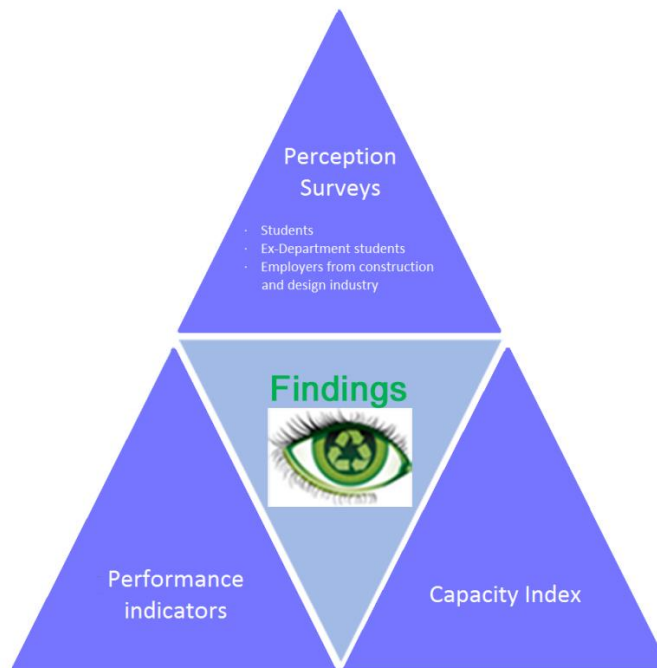 Perception
Surveys
· Students
· Ex-Department students
· Employers from construction
and design industry
Findings
Performance
indicators
Capacity Index